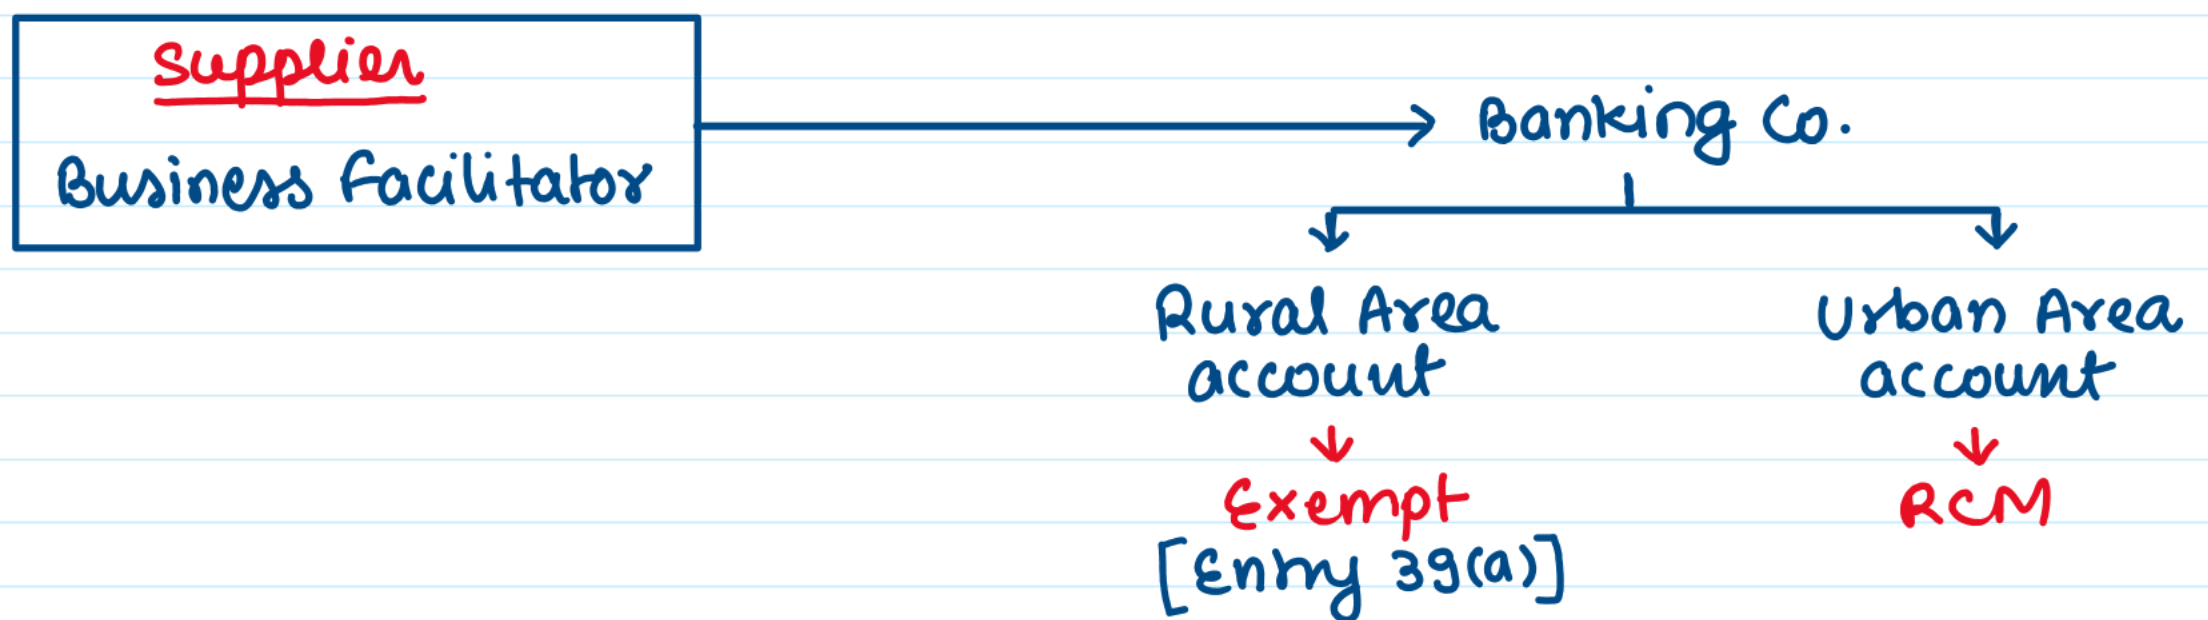 Supplier
Business Facilitator
Banking Co.
Rural Area
account
Urban Area
account
Exempt
[Entry 39(a)]
RCM